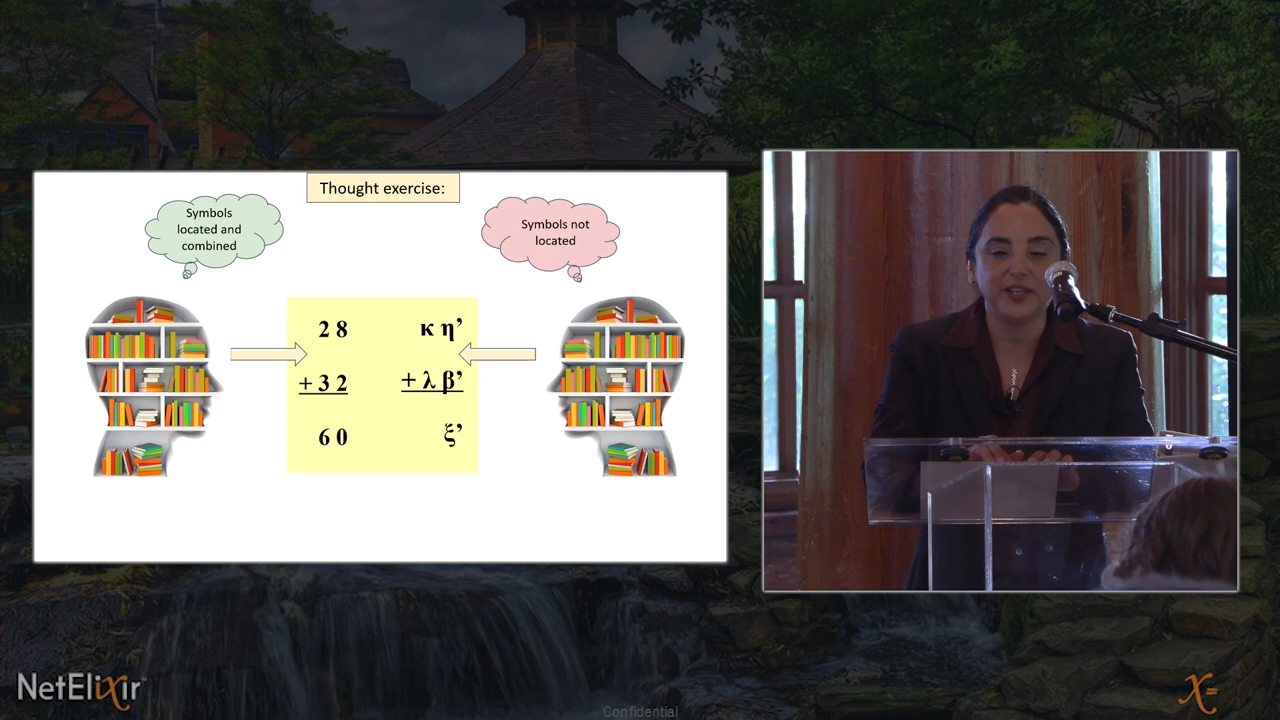 Thought exercise:
Symbols
located and
combined
Symbols not
located
2 8
+ 3 2
6 0
κ η’
+ λ β’
ξ’
NetElixir
X=
Confidential